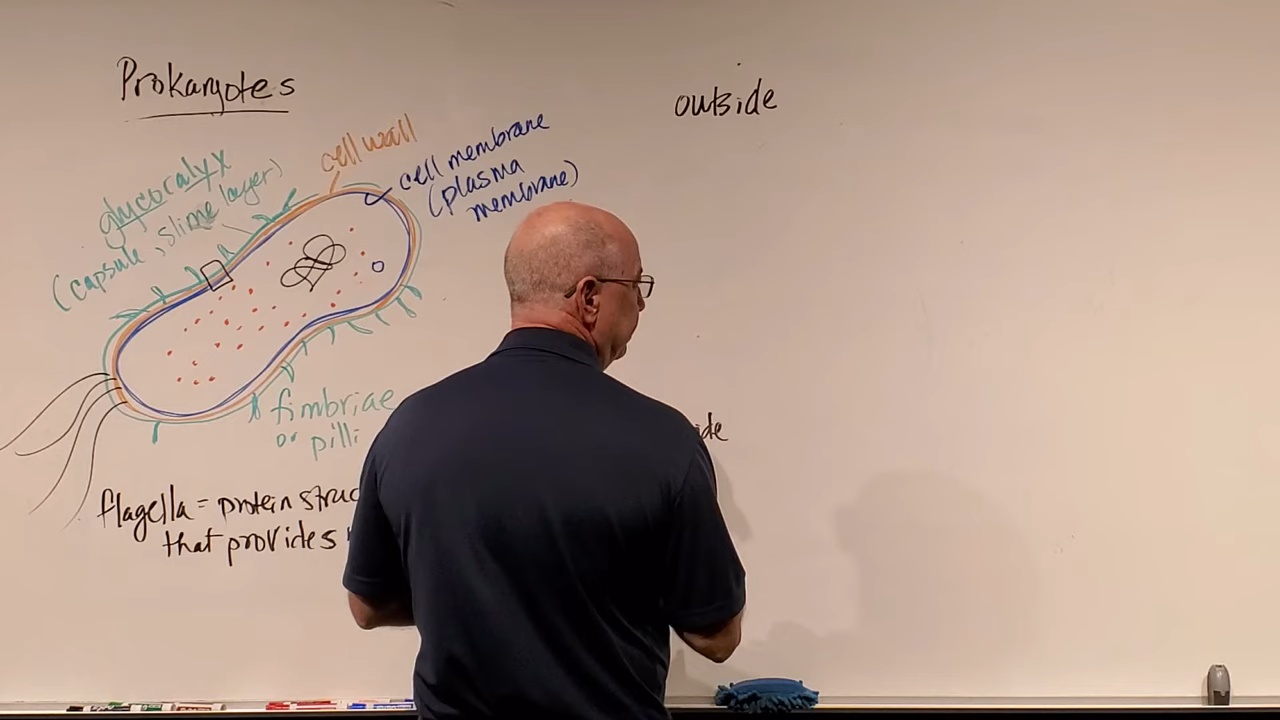 Prokaryotes
outside
cell wall
cell membrane
(plasma
membrane)
glycocalyx
(capsule, slime layer)
fimbriae
or pilli
flagella = protein struc
that provides